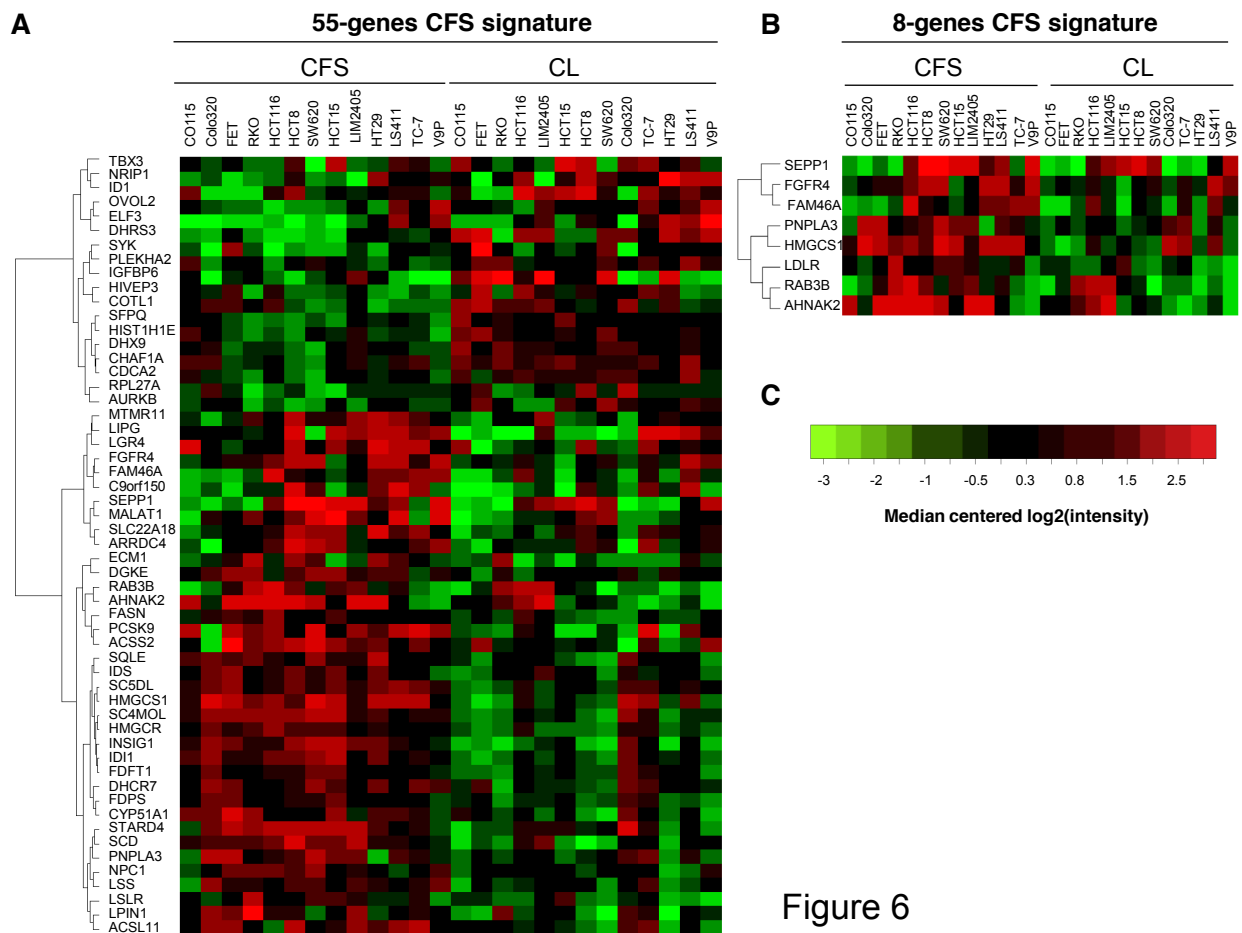 A
55-genes CFS signature
CFS
CL
CO115
Colo320
FET
RKO
HCT116
HCT8
SW620
HCT15
LIM2405
HT29
LS411
TC-7
V9P
CO115
FET
RKO
HCT116
LIM2405
HCT15
HCT8
SW620
Colo320
TC-7
HT29
LS411
V9P
TBX3
NRIP1
ID1
OVOL2
ELF3
DHRS3
SYK
PLEKHA2
IGFBP6
HIVEP3
COTL1
SFPQ
HIST1H1E
DHX9
CHAF1A
CDCA2
RPL27A
AURKB
MTMR11
LIPG
LGR4
FGFR4
FAM46A
C9orf150
SEPP1
MALAT1
SLC22A18
ARRDC4
ECM1
DGKE
RAB3B
AHNAK2
FASN
PCSK9
ACSS2
SQLE
IDS
SC5DL
HMGCS1
SC4MOL
HMGCR
INSIG1
IDI1
FDFT1
DHCR7
FDPS
CYP51A1
STARD4
SCD
PNPLA3
NPC1
LSS
LSLR
LPIN1
ACSL11
B
8-genes CFS signature
CFS
CL
CO115
Colo320
FET
RKO
HCT116
HCT8
SW620
HCT15
LIM2405
HT29
LS411
TC-7
V9P
CO115
FET
RKO
HCT116
LIM2405
HCT15
HCT8
SW620
Colo320
TC-7
HT29
LS411
V9P
SEPP1
FGFR4
FAM46A
PNPLA3
HMGCS1
LDLR
RAB3B
AHNAK2
C
-3 -2 -1 -0.5 0.3 0.8 1.5 2.5
Median centered log2(intensity)
Figure 6